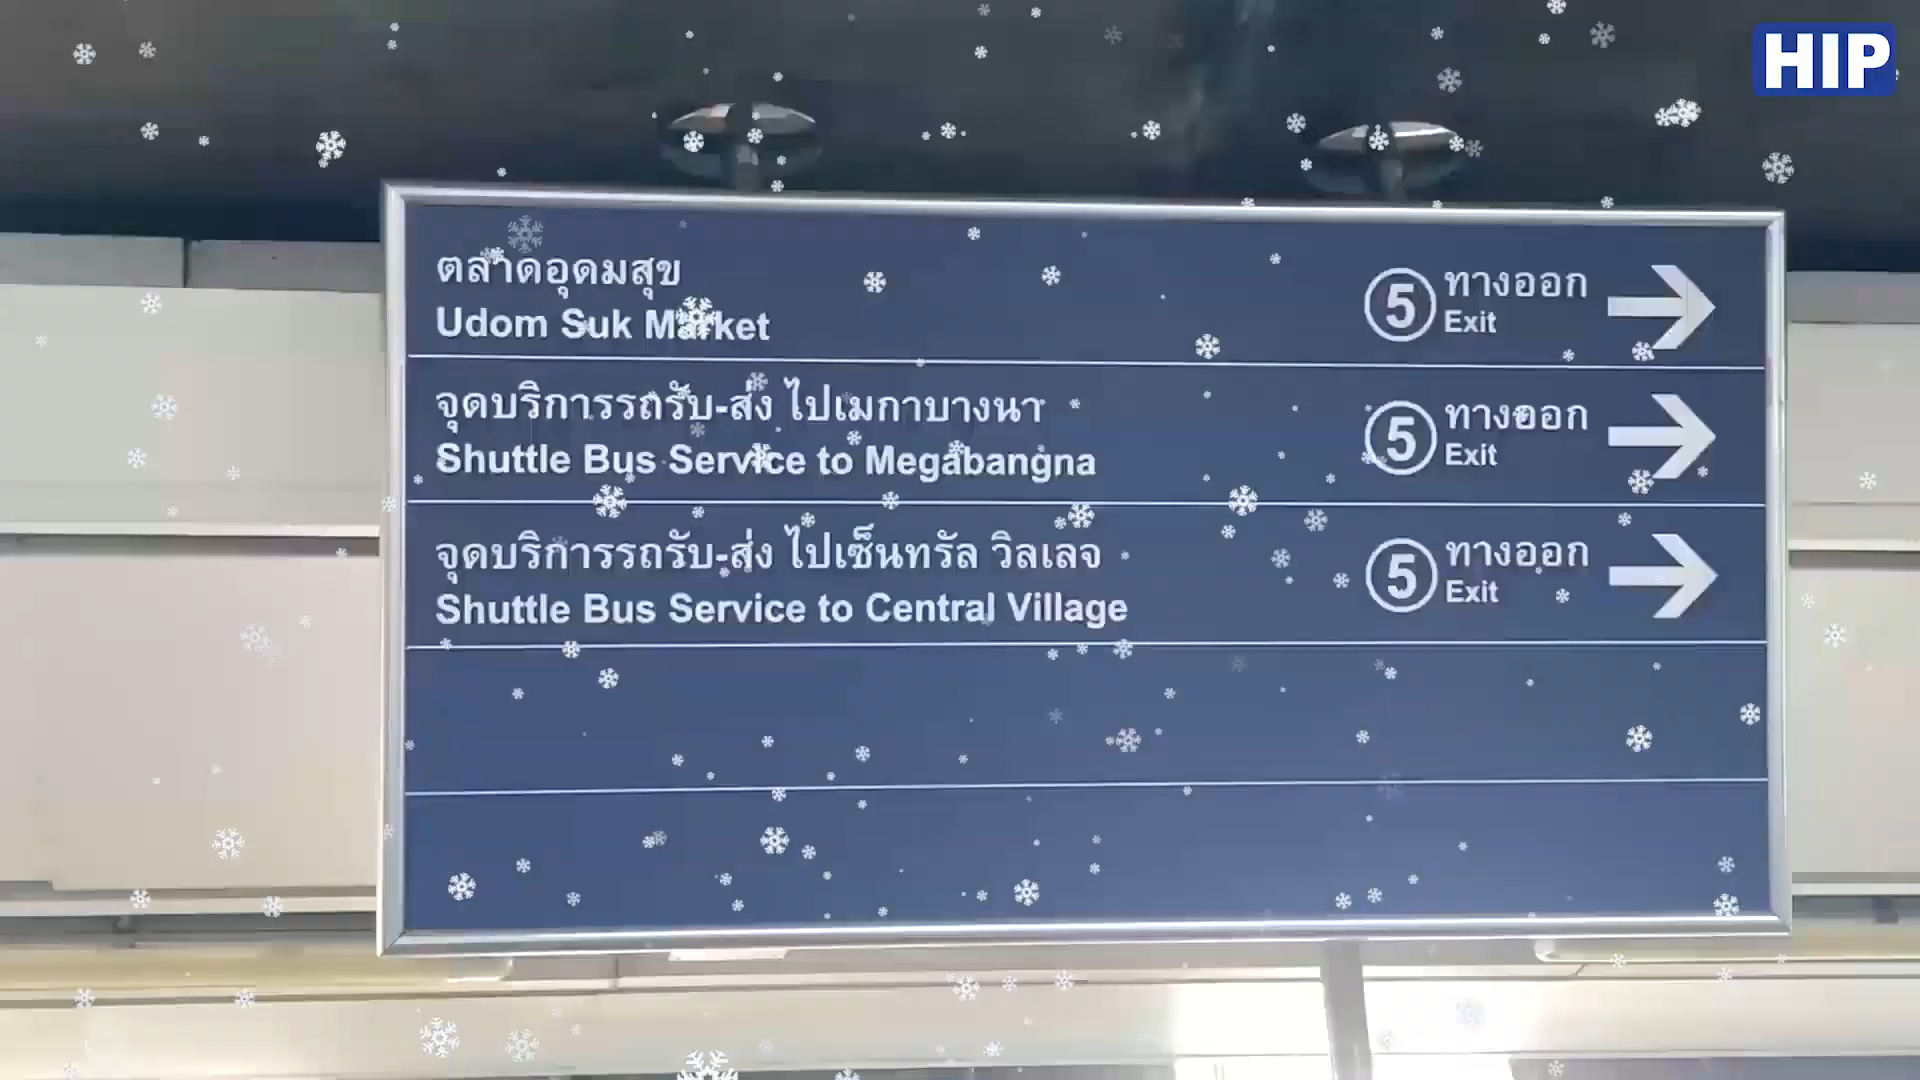 HIP
ตลาดอุดมสุข
Udom Suk Market
5 ทางออก
Exit
จุดบริการรถรับ-ส่ง ไปเมกาบางนา
Shuttle Bus Service to Megabangna
5 ทางออก
Exit
จุดบริการรถรับ-ส่ง ไปเซ็นทรัล วิลเลจ
Shuttle Bus Service to Central Village
5 ทางออก
Exit